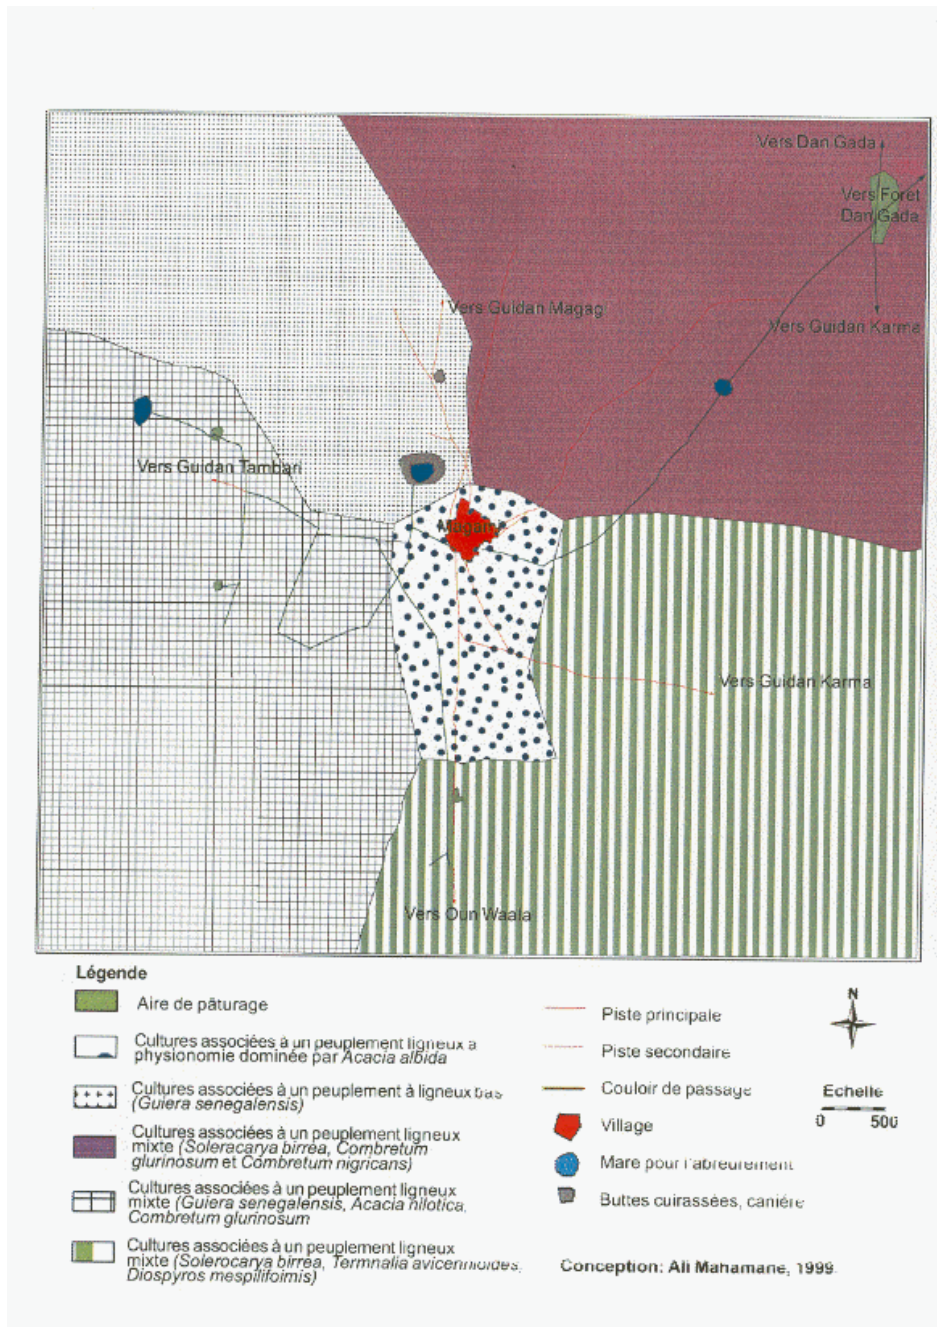 Vers Dan Gada
Vers Foret
Dan Gada
Vers Guidan Magagi
Vers Guidan Karma
Vers Guidan Tambari
Vers Guidan Karma
Vers Oun Waala
Légende
Aire de pâturage
Cultures associées à un peuplement ligneux à
physionomie dominée par Acacia albida
Cultures associées à un peuplement à ligneux bas
(Guiera senegalensis)
Cultures associées à un peuplement ligneux
mixte (Soleracarya birrea, Combretum
glurinosum et Combretum nigricans)
Cultures associées à un peuplement ligneux
mixte (Guiera senegalensis, Acacia nilotica,
Combretum glurinosum
Cultures associées à un peuplement ligneux
mixte (Solerocarya birrea, Termnalia avicennioides,
Diospyros mespilifoimis)
Piste principale
Piste secondaire
Couloir de passage
Village
Mare pour l'abreurement
Buttes cuirassées, caniére
N
Echelle
0 500
Conception: Ali Mahamane, 1999